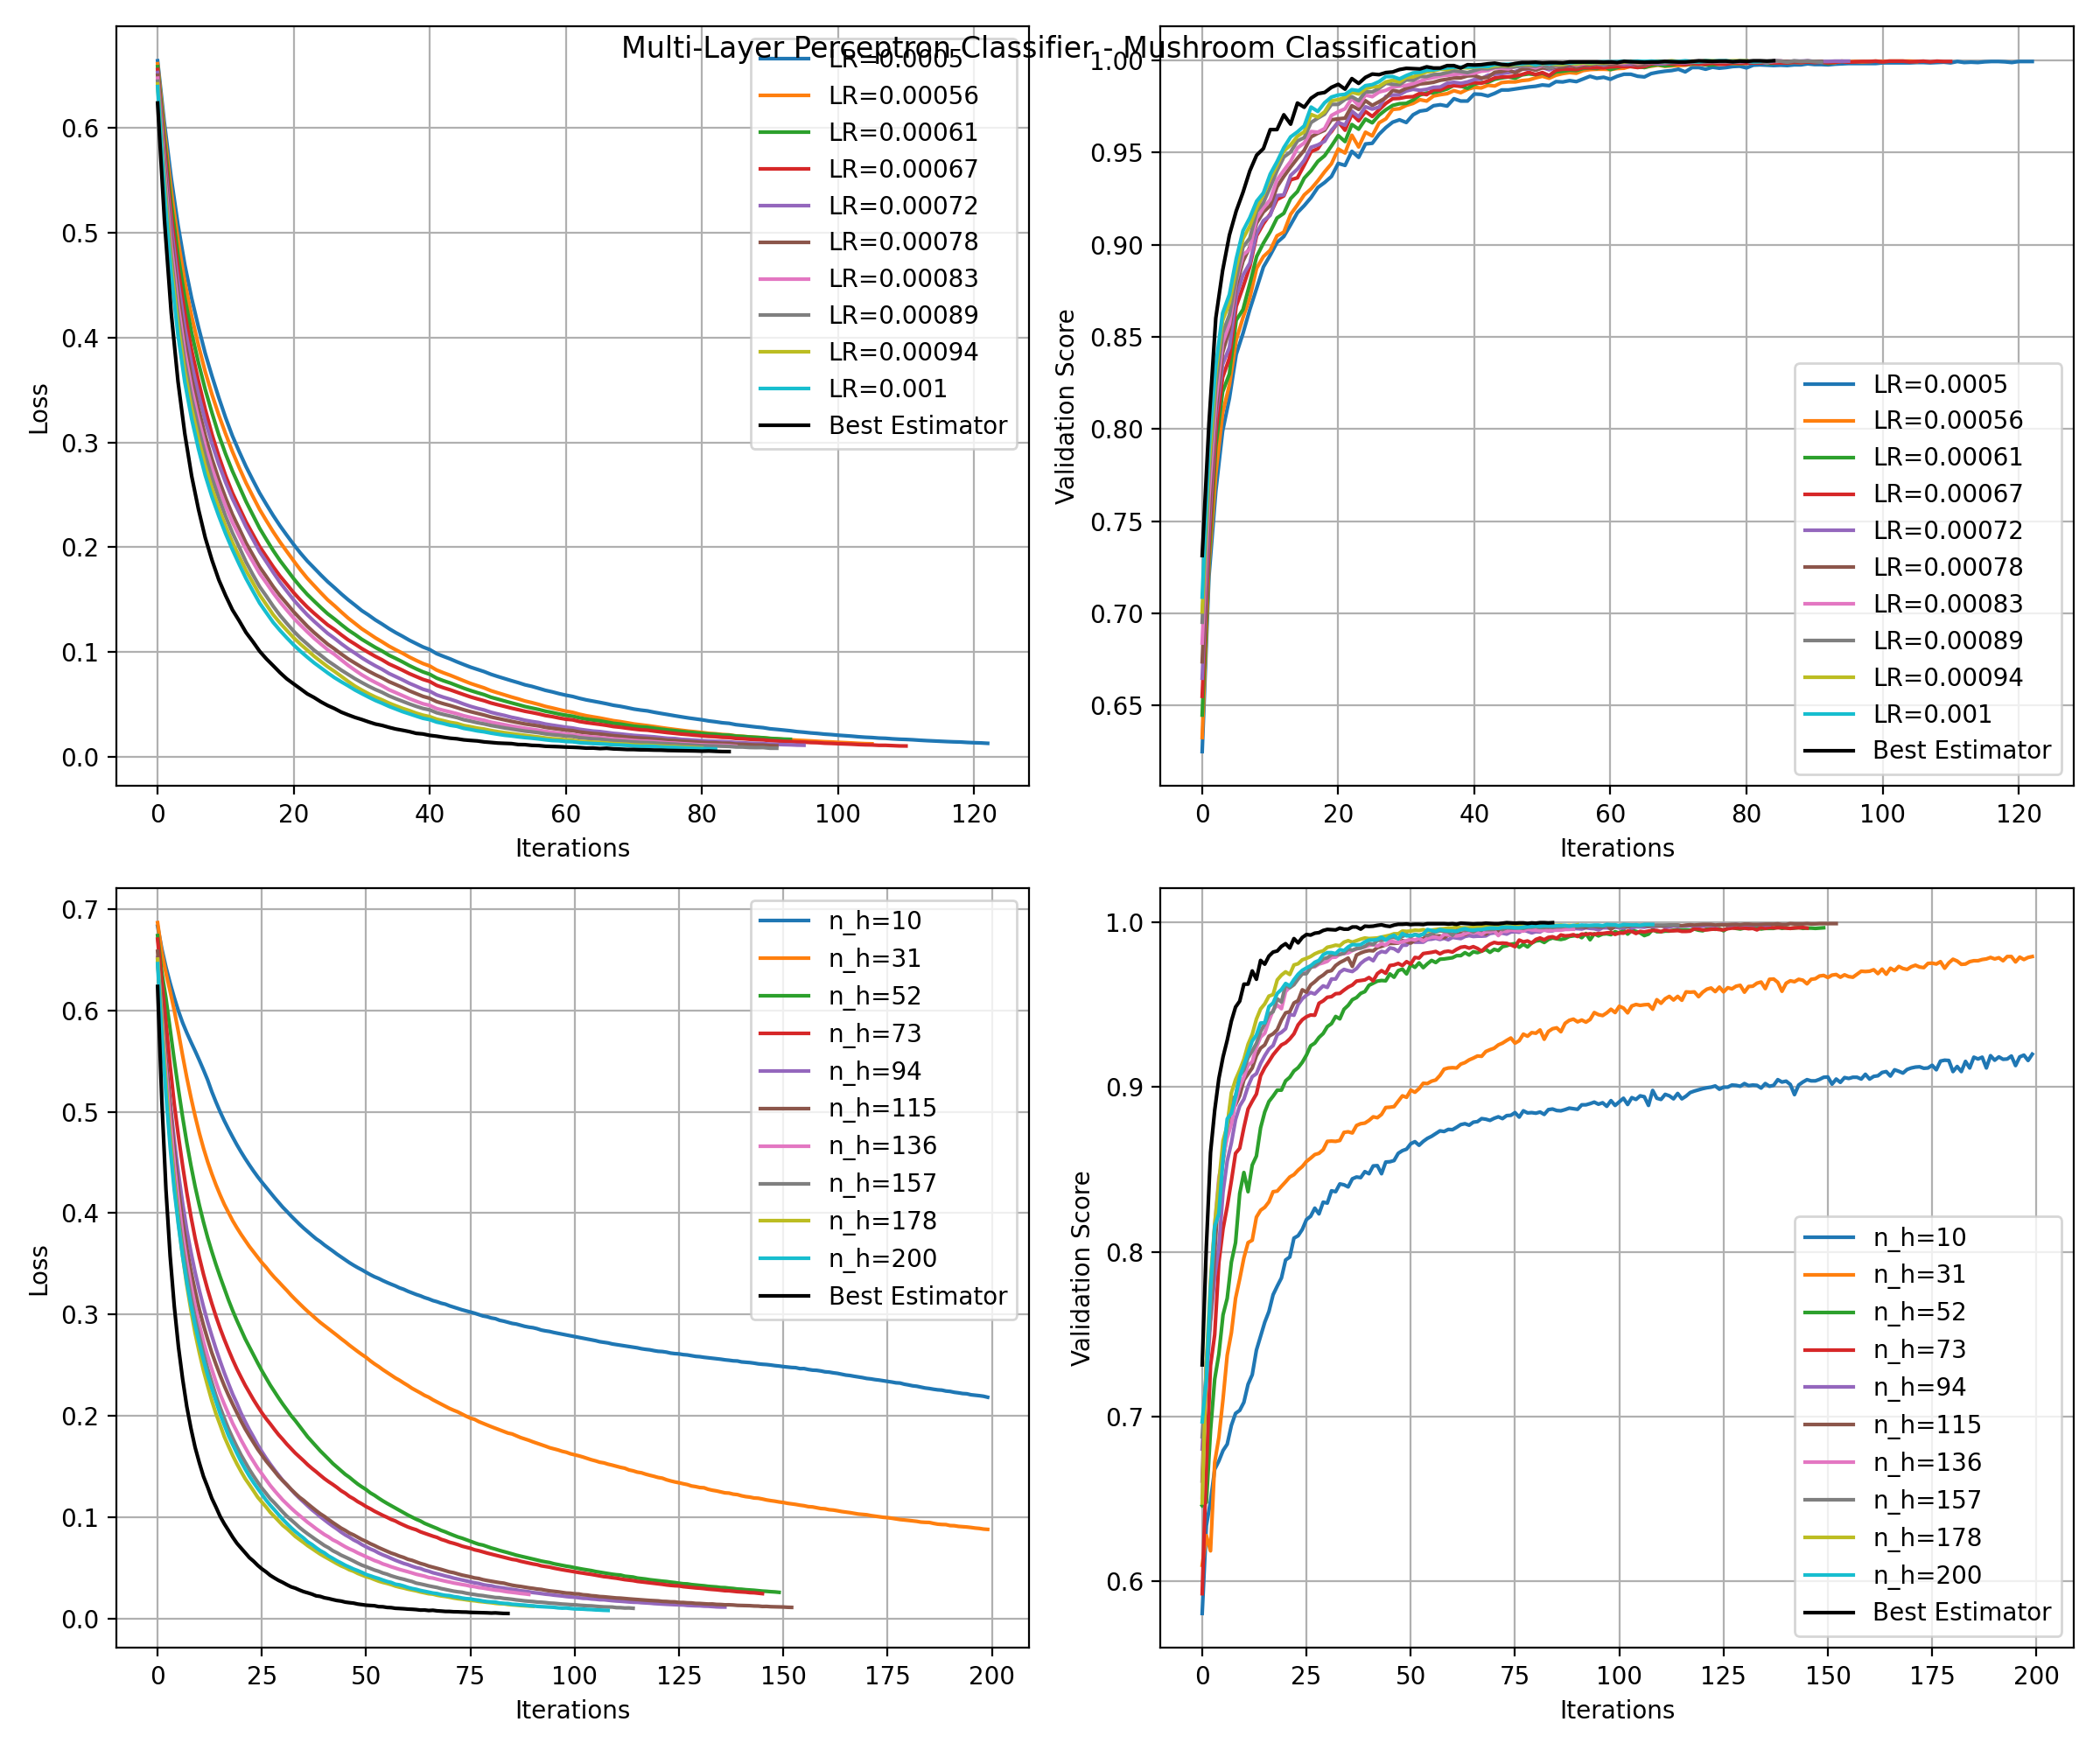 Multi-Layer Perceptron Classifier - Mushroom Classification
Loss
0.6
0.5
0.4
0.3
0.2
0.1
0.0
LR=0.0005
LR=0.00056
LR=0.00061
LR=0.00067
LR=0.00072
LR=0.00078
LR=0.00083
LR=0.00089
LR=0.00094
LR=0.001
Best Estimator
0 20 40 60 80 100 120
Iterations
Validation Score
1.00
0.95
0.90
0.85
0.80
0.75
0.70
0.65
LR=0.0005
LR=0.00056
LR=0.00061
LR=0.00067
LR=0.00072
LR=0.00078
LR=0.00083
LR=0.00089
LR=0.00094
LR=0.001
Best Estimator
0 20 40 60 80 100 120
Iterations
Loss
0.7
0.6
0.5
0.4
0.3
0.2
0.1
0.0
n_h=10
n_h=31
n_h=52
n_h=73
n_h=94
n_h=115
n_h=136
n_h=157
n_h=178
n_h=200
Best Estimator
0 25 50 75 100 125 150 175 200
Iterations
Validation Score
1.0
0.9
0.8
0.7
0.6
n_h=10
n_h=31
n_h=52
n_h=73
n_h=94
n_h=115
n_h=136
n_h=157
n_h=178
n_h=200
Best Estimator
0 25 50 75 100 125 150 175 200
Iterations